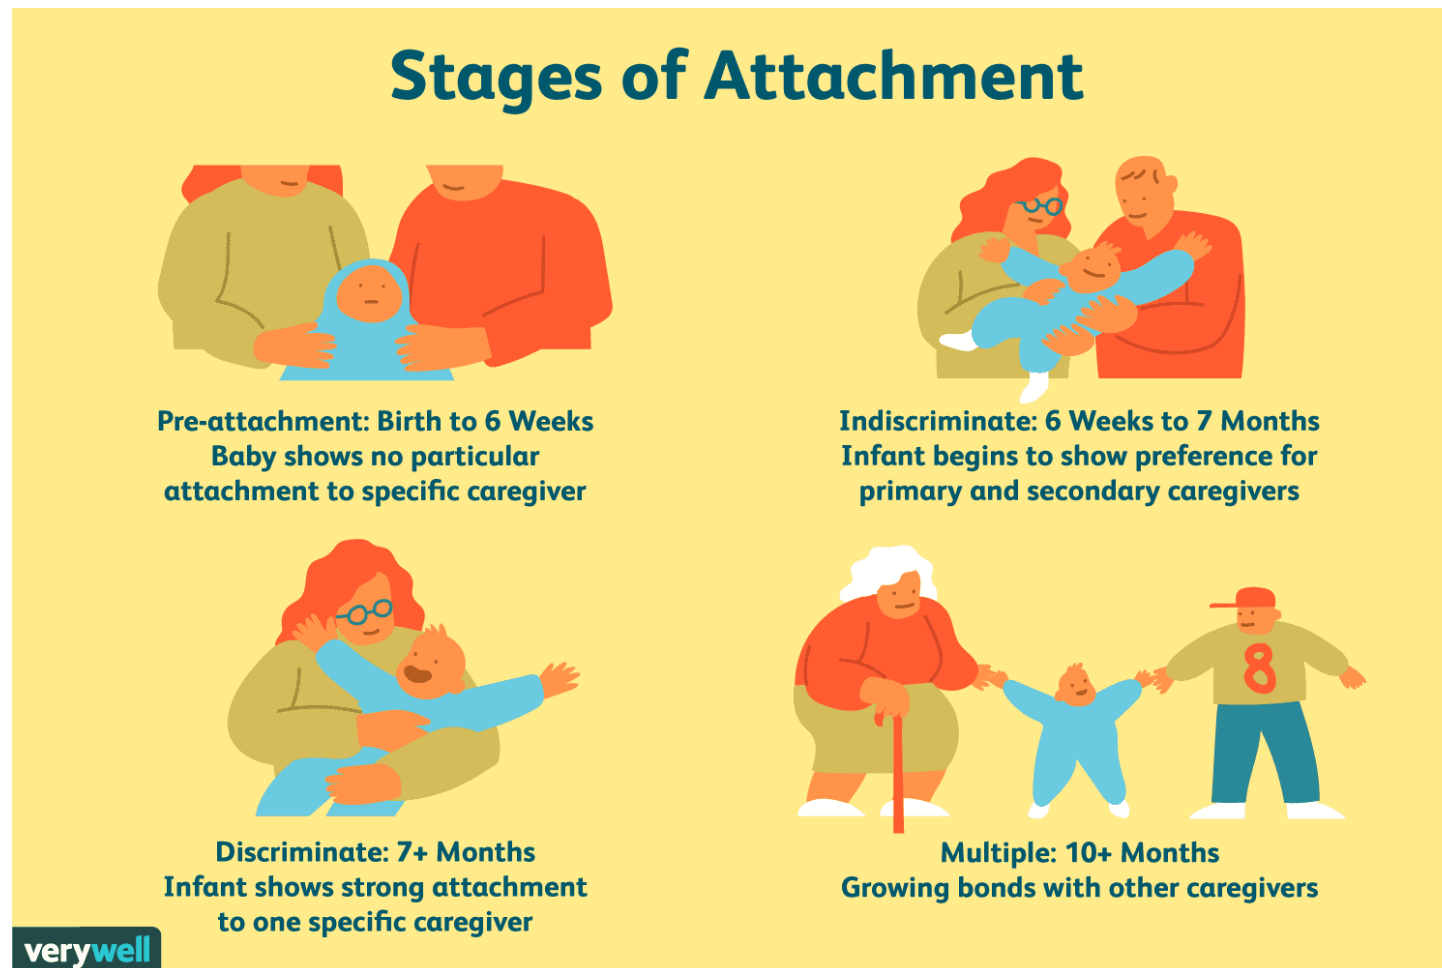 Stages of Attachment
Pre-attachment: Birth to 6 Weeks
Baby shows no particular
attachment to specific caregiver
Indiscriminate: 6 Weeks to 7 Months
Infant begins to show preference for
primary and secondary caregivers
8
Discriminate: 7+ Months
Infant shows strong attachment
to one specific caregiver
Multiple: 10+ Months
Growing bonds with other caregivers
verywell